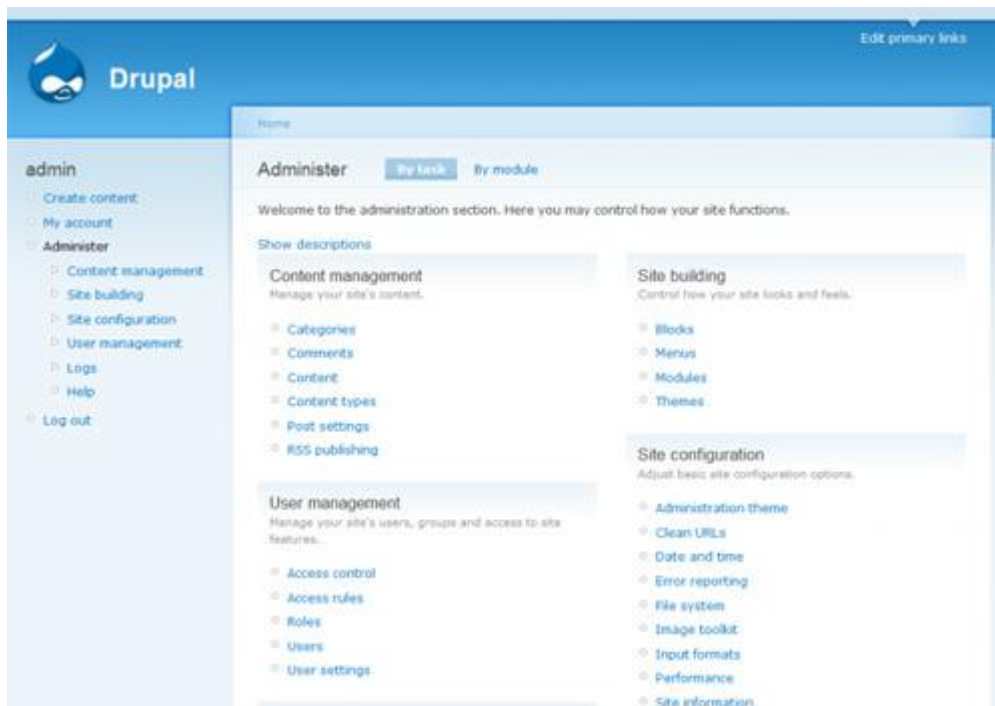 Edit primary links
Drupal
Home
admin
Create content
My account
Administer
Content management
Site building
Site configuration
User management
Logs
Help
Log out
Administer
By task
By module
Welcome to the administration section. Here you may control how your site functions.
Show descriptions
Content management
Manage your site's content.
Categories
Comments
Content
Content types
Post settings
RSS publishing
User management
Manage your site's users, groups and access to site
features.
Access control
Access rules
Roles
Users
User settings
Site building
Control how your site looks and feels.
Blocks
Menus
Modules
Themes
Site configuration
Adjust basic site configuration options.
Administration theme
Clean URLs
Date and time
Error reporting
File system
Image toolkit
Input formats
Performance
Site information